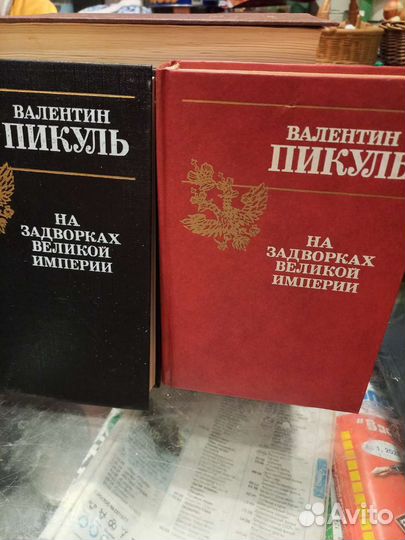 ВАЛЕНТИН
ПИКУЛЬ
НА
ЗАДВОРКАХ
ВЕЛИКОЙ
ИМПЕРИИ
ВАЛЕНТИН
ПИКУЛЬ
НА
ЗАДВОРКАХ
ВЕЛИКОЙ
ИМПЕРИИ
Avito